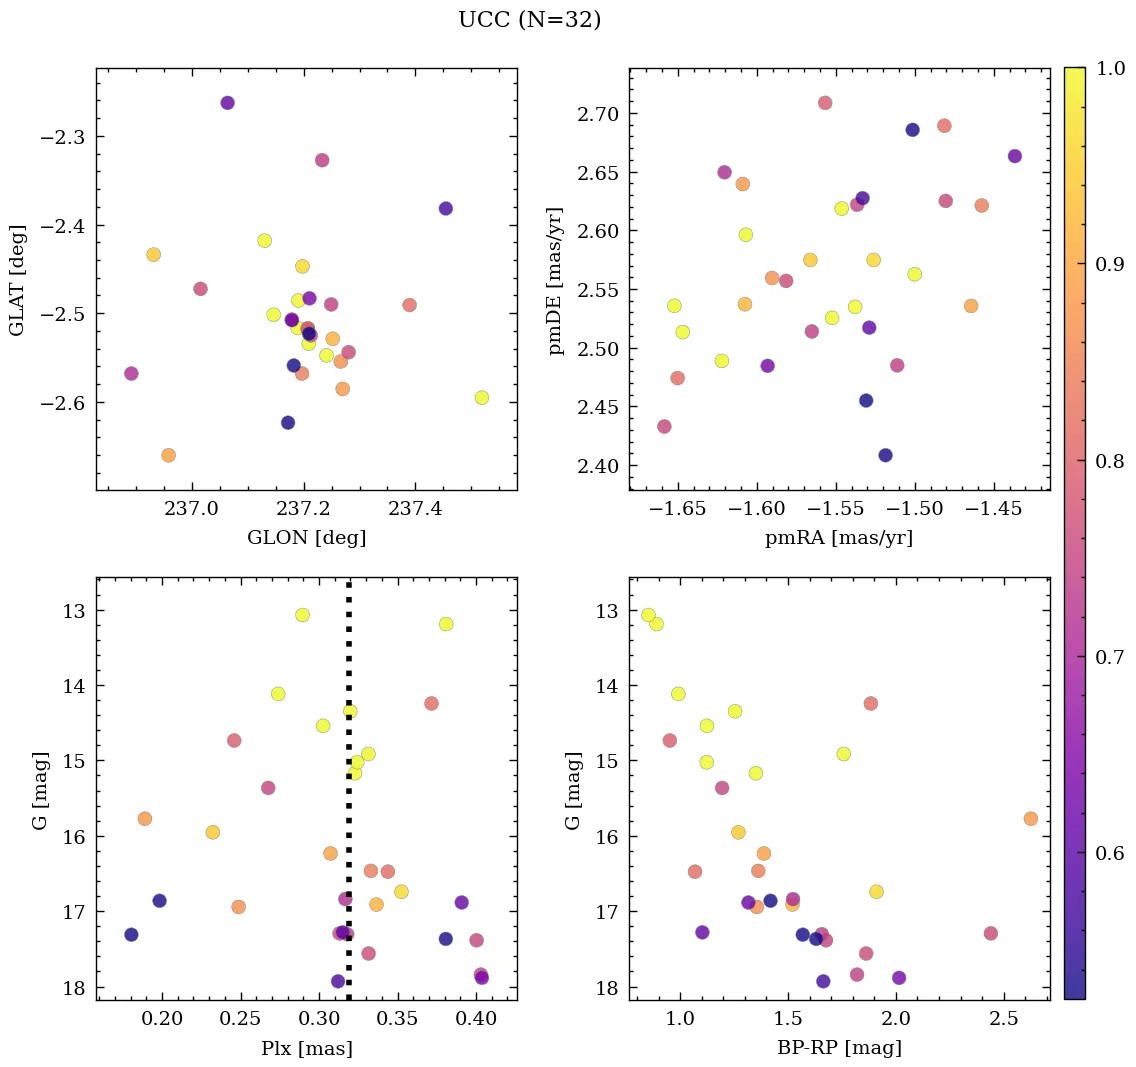 UCC (N=32)
−2.3
−2.4
−2.5
−2.6
GLAT [deg]
237.0 237.2 237.4
GLON [deg]
2.70
2.65
2.60
2.55
2.50
2.45
2.40
pmDE [mas/yr]
−1.65 −1.60 −1.55 −1.50 −1.45
pmRA [mas/yr]
13
14
15
16
17
18
G [mag]
0.20 0.25 0.30 0.35 0.40
Plx [mas]
13
14
15
16
17
18
G [mag]
1.0 1.5 2.0 2.5
BP-RP [mag]
1.0
0.9
0.8
0.7
0.6